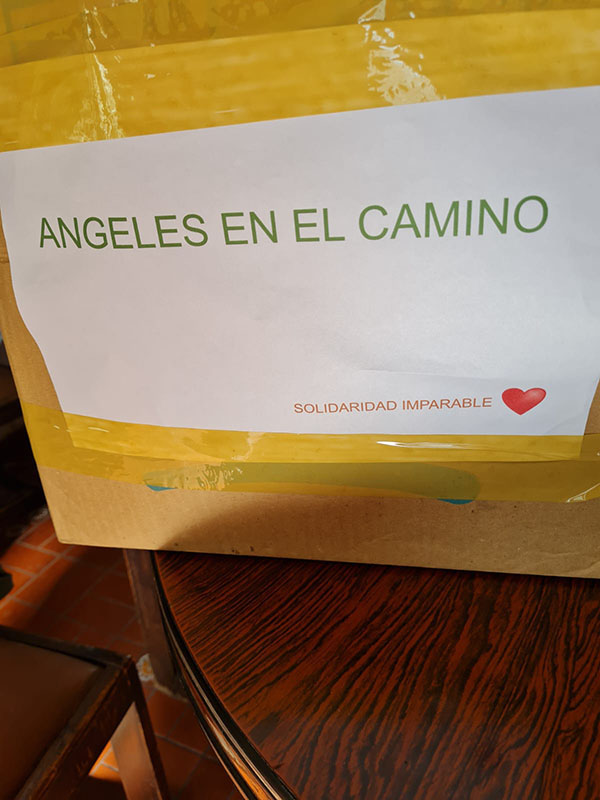 ANGELES EN EL CAMINO
SOLIDARIDAD IMPARABLE